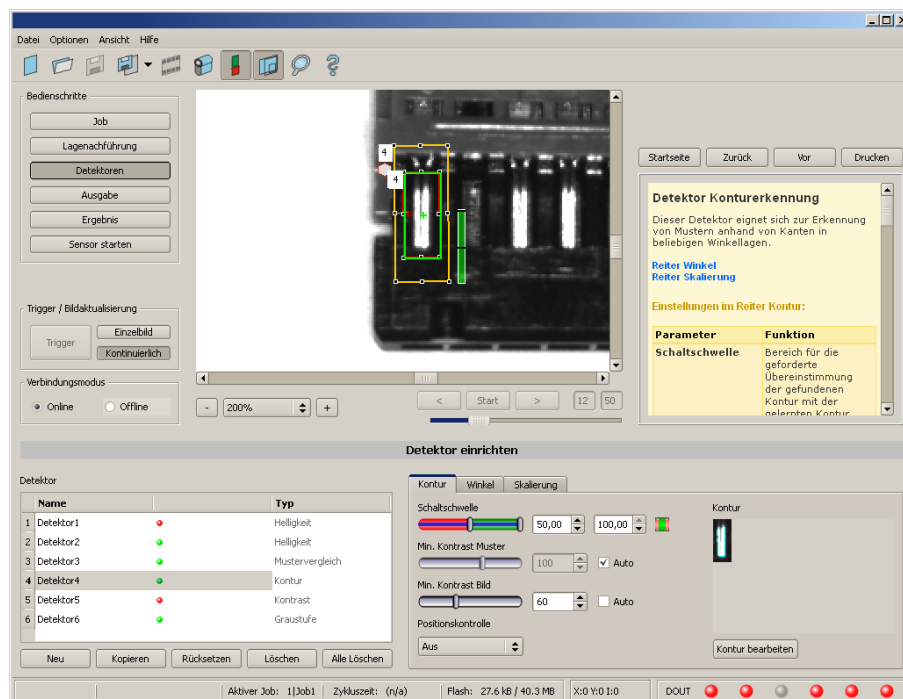 Datei Optionen Ansicht Hilfe
Bedienschritte
Job
Lagenachführung
Detektoren
Ausgabe
Ergebnis
Sensor starten
Trigger / Bildaktualisierung
Trigger
Einzelbild
Kontinuierlich
Verbindungsmodus
Online Offline
4
4
- 200% +
< Start > 12 50
Startseite Zurück Vor Drucken
Detektor Konturerkennung
Dieser Detektor eignet sich zur Erkennung
von Mustern anhand von Kanten in
beliebigen Winkellagen.
Reiter Winkel
Reiter Skalierung
Einstellungen im Reiter Kontur:
Parameter Funktion
Schaltschwelle Bereich für die
geforderte
Übereinstimmung
der gefundenen
Kontur mit der
gelernten Kontur
Detektor einrichten
Detektor
Name Typ
1 Detektor1 Helligkeit
2 Detektor2 Helligkeit
3 Detektor3 Mustervergleich
4 Detektor4 Kontur
5 Detektor5 Kontrast
6 Detektor6 Graustufe
Neu Kopieren Rücksetzen Löschen Alle Löschen
Kontur Winkel Skalierung
Schaltschwelle
50,00 100,00
Min. Kontrast Muster
100 Auto
Min. Kontrast Bild
60 Auto
Positionskontrolle
Aus
Kontur
Kontur bearbeiten
Aktiver Job: 1|Job1 Zykluszeit: (n/a) Flash: 27.6 kB / 40.3 MB X:0 Y:0 I:0 DOUT